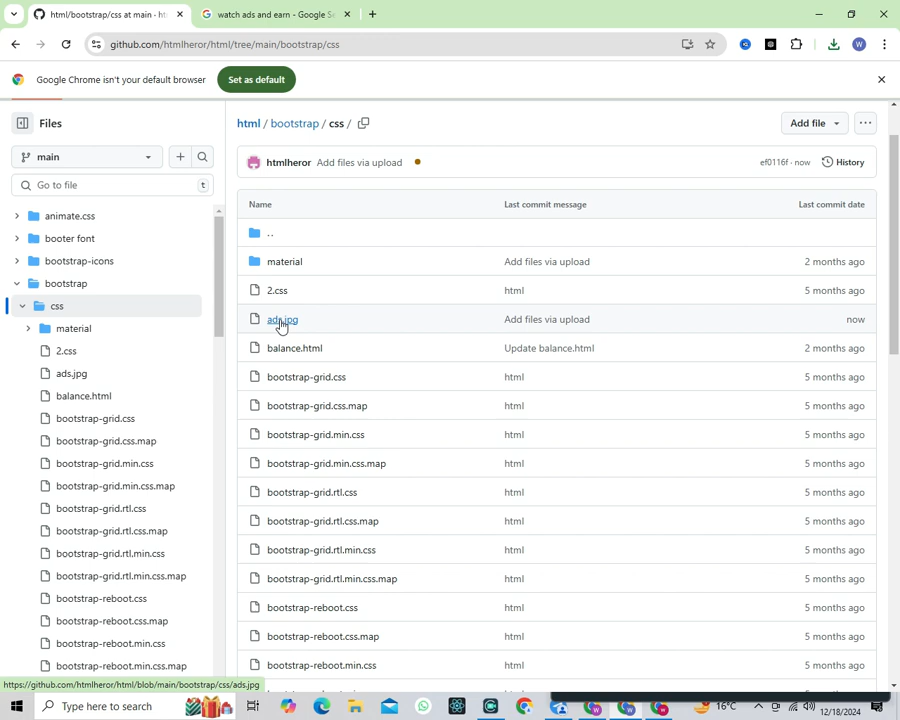 html/bootstrap/css at main · ht
watch ads and earn - Google Se
github.com/htmlheror/html/tree/main/bootstrap/css
W
Google Chrome isn't your default browser
Set as default
Files
html / bootstrap / css /
Add file
main
htmlheror Add files via upload
ef0116f · now
History
Go to file
t
Name
Last commit message
Last commit date
animate.css
..
booter font
bootstrap-icons
material
Add files via upload
2 months ago
bootstrap
2.css
html
5 months ago
css
ads.jpg
Add files via upload
now
material
balance.html
Update balance.html
2 months ago
2.css
ads.jpg
bootstrap-grid.css
html
5 months ago
balance.html
bootstrap-grid.css.map
html
5 months ago
bootstrap-grid.css
bootstrap-grid.min.css
html
5 months ago
bootstrap-grid.css.map
bootstrap-grid.min.css
bootstrap-grid.min.css.map
html
5 months ago
bootstrap-grid.min.css.map
bootstrap-grid.rtl.css
html
5 months ago
bootstrap-grid.rtl.css
bootstrap-grid.rtl.css.map
html
5 months ago
bootstrap-grid.rtl.css.map
bootstrap-grid.rtl.min.css
html
5 months ago
bootstrap-grid.rtl.min.css
bootstrap-grid.rtl.min.css.map
html
5 months ago
bootstrap-grid.rtl.min.css.map
bootstrap-reboot.css
bootstrap-reboot.css
html
5 months ago
bootstrap-reboot.css.map
bootstrap-reboot.css.map
html
5 months ago
bootstrap-reboot.min.css
bootstrap-reboot.min.css
html
5 months ago
bootstrap-reboot.min.css.map
https://github.com/htmlheror/html/blob/main/bootstrap/css/ads.jpg
Type here to search
16°C
12/18/2024